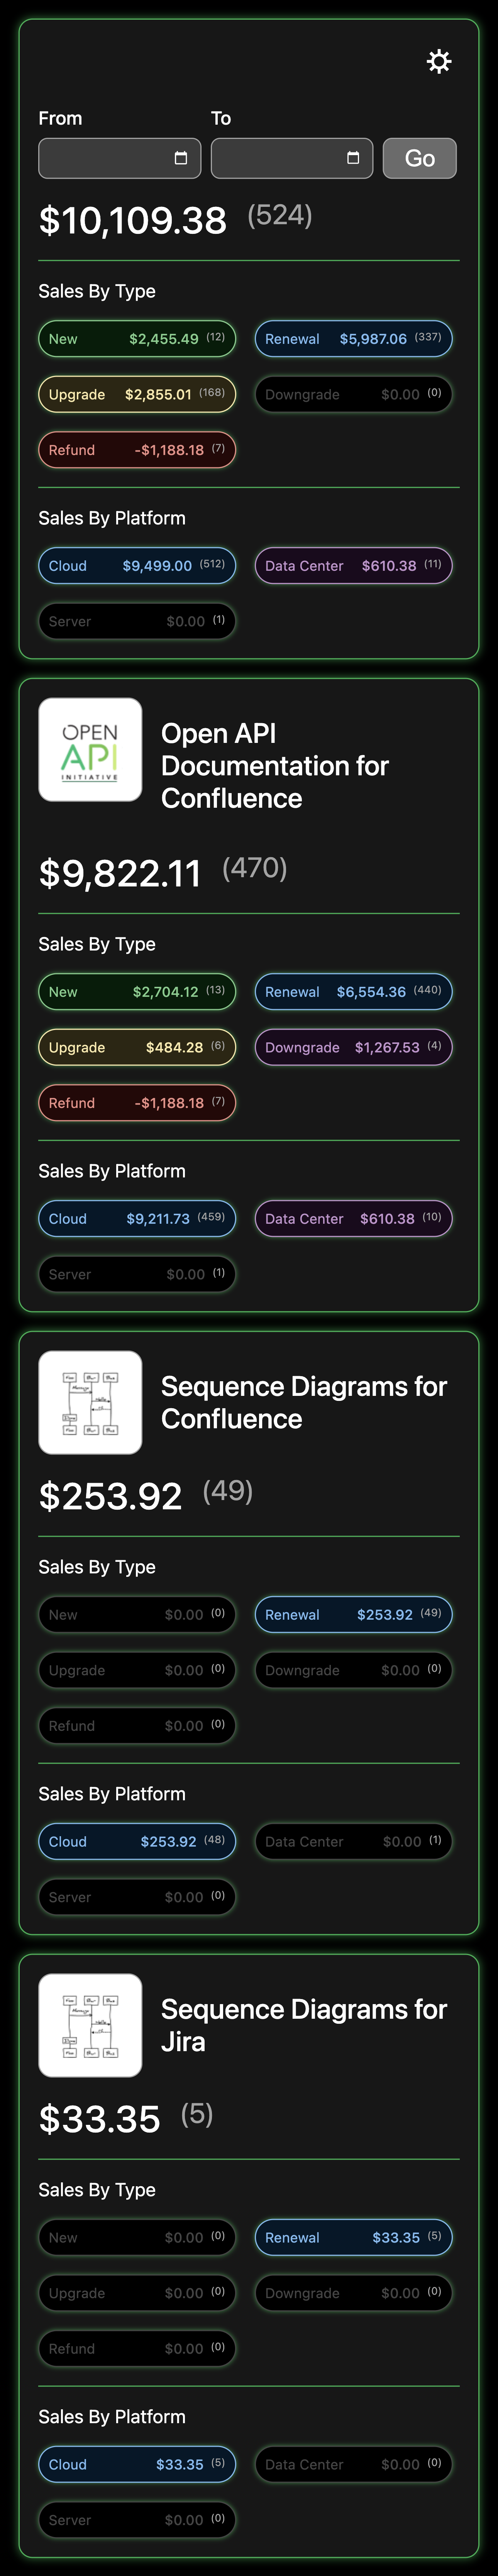 From To
Go
$10,109.38 (524)
Sales By Type
New $2,455.49 (12) Renewal $5,987.06 (337)
Upgrade $2,855.01 (168) Downgrade $0.00 (0)
Refund -$1,188.18 (7)
Sales By Platform
Cloud $9,499.00 (512) Data Center $610.38 (11)
Server $0.00 (1)
OPEN
API
INITIATIVE
Open API
Documentation for
Confluence
$9,822.11 (470)
Sales By Type
New $2,704.12 (13) Renewal $6,554.36 (440)
Upgrade $484.28 (6) Downgrade $1,267.53 (4)
Refund -$1,188.18 (7)
Sales By Platform
Cloud $9,211.73 (459) Data Center $610.38 (10)
Server $0.00 (1)
Sequence Diagrams for
Confluence
$253.92 (49)
Sales By Type
New $0.00 (0) Renewal $253.92 (49)
Upgrade $0.00 (0) Downgrade $0.00 (0)
Refund $0.00 (0)
Sales By Platform
Cloud $253.92 (48) Data Center $0.00 (1)
Server $0.00 (0)
Sequence Diagrams for
Jira
$33.35 (5)
Sales By Type
New $0.00 (0) Renewal $33.35 (5)
Upgrade $0.00 (0) Downgrade $0.00 (0)
Refund $0.00 (0)
Sales By Platform
Cloud $33.35 (5) Data Center $0.00 (0)
Server $0.00 (0)